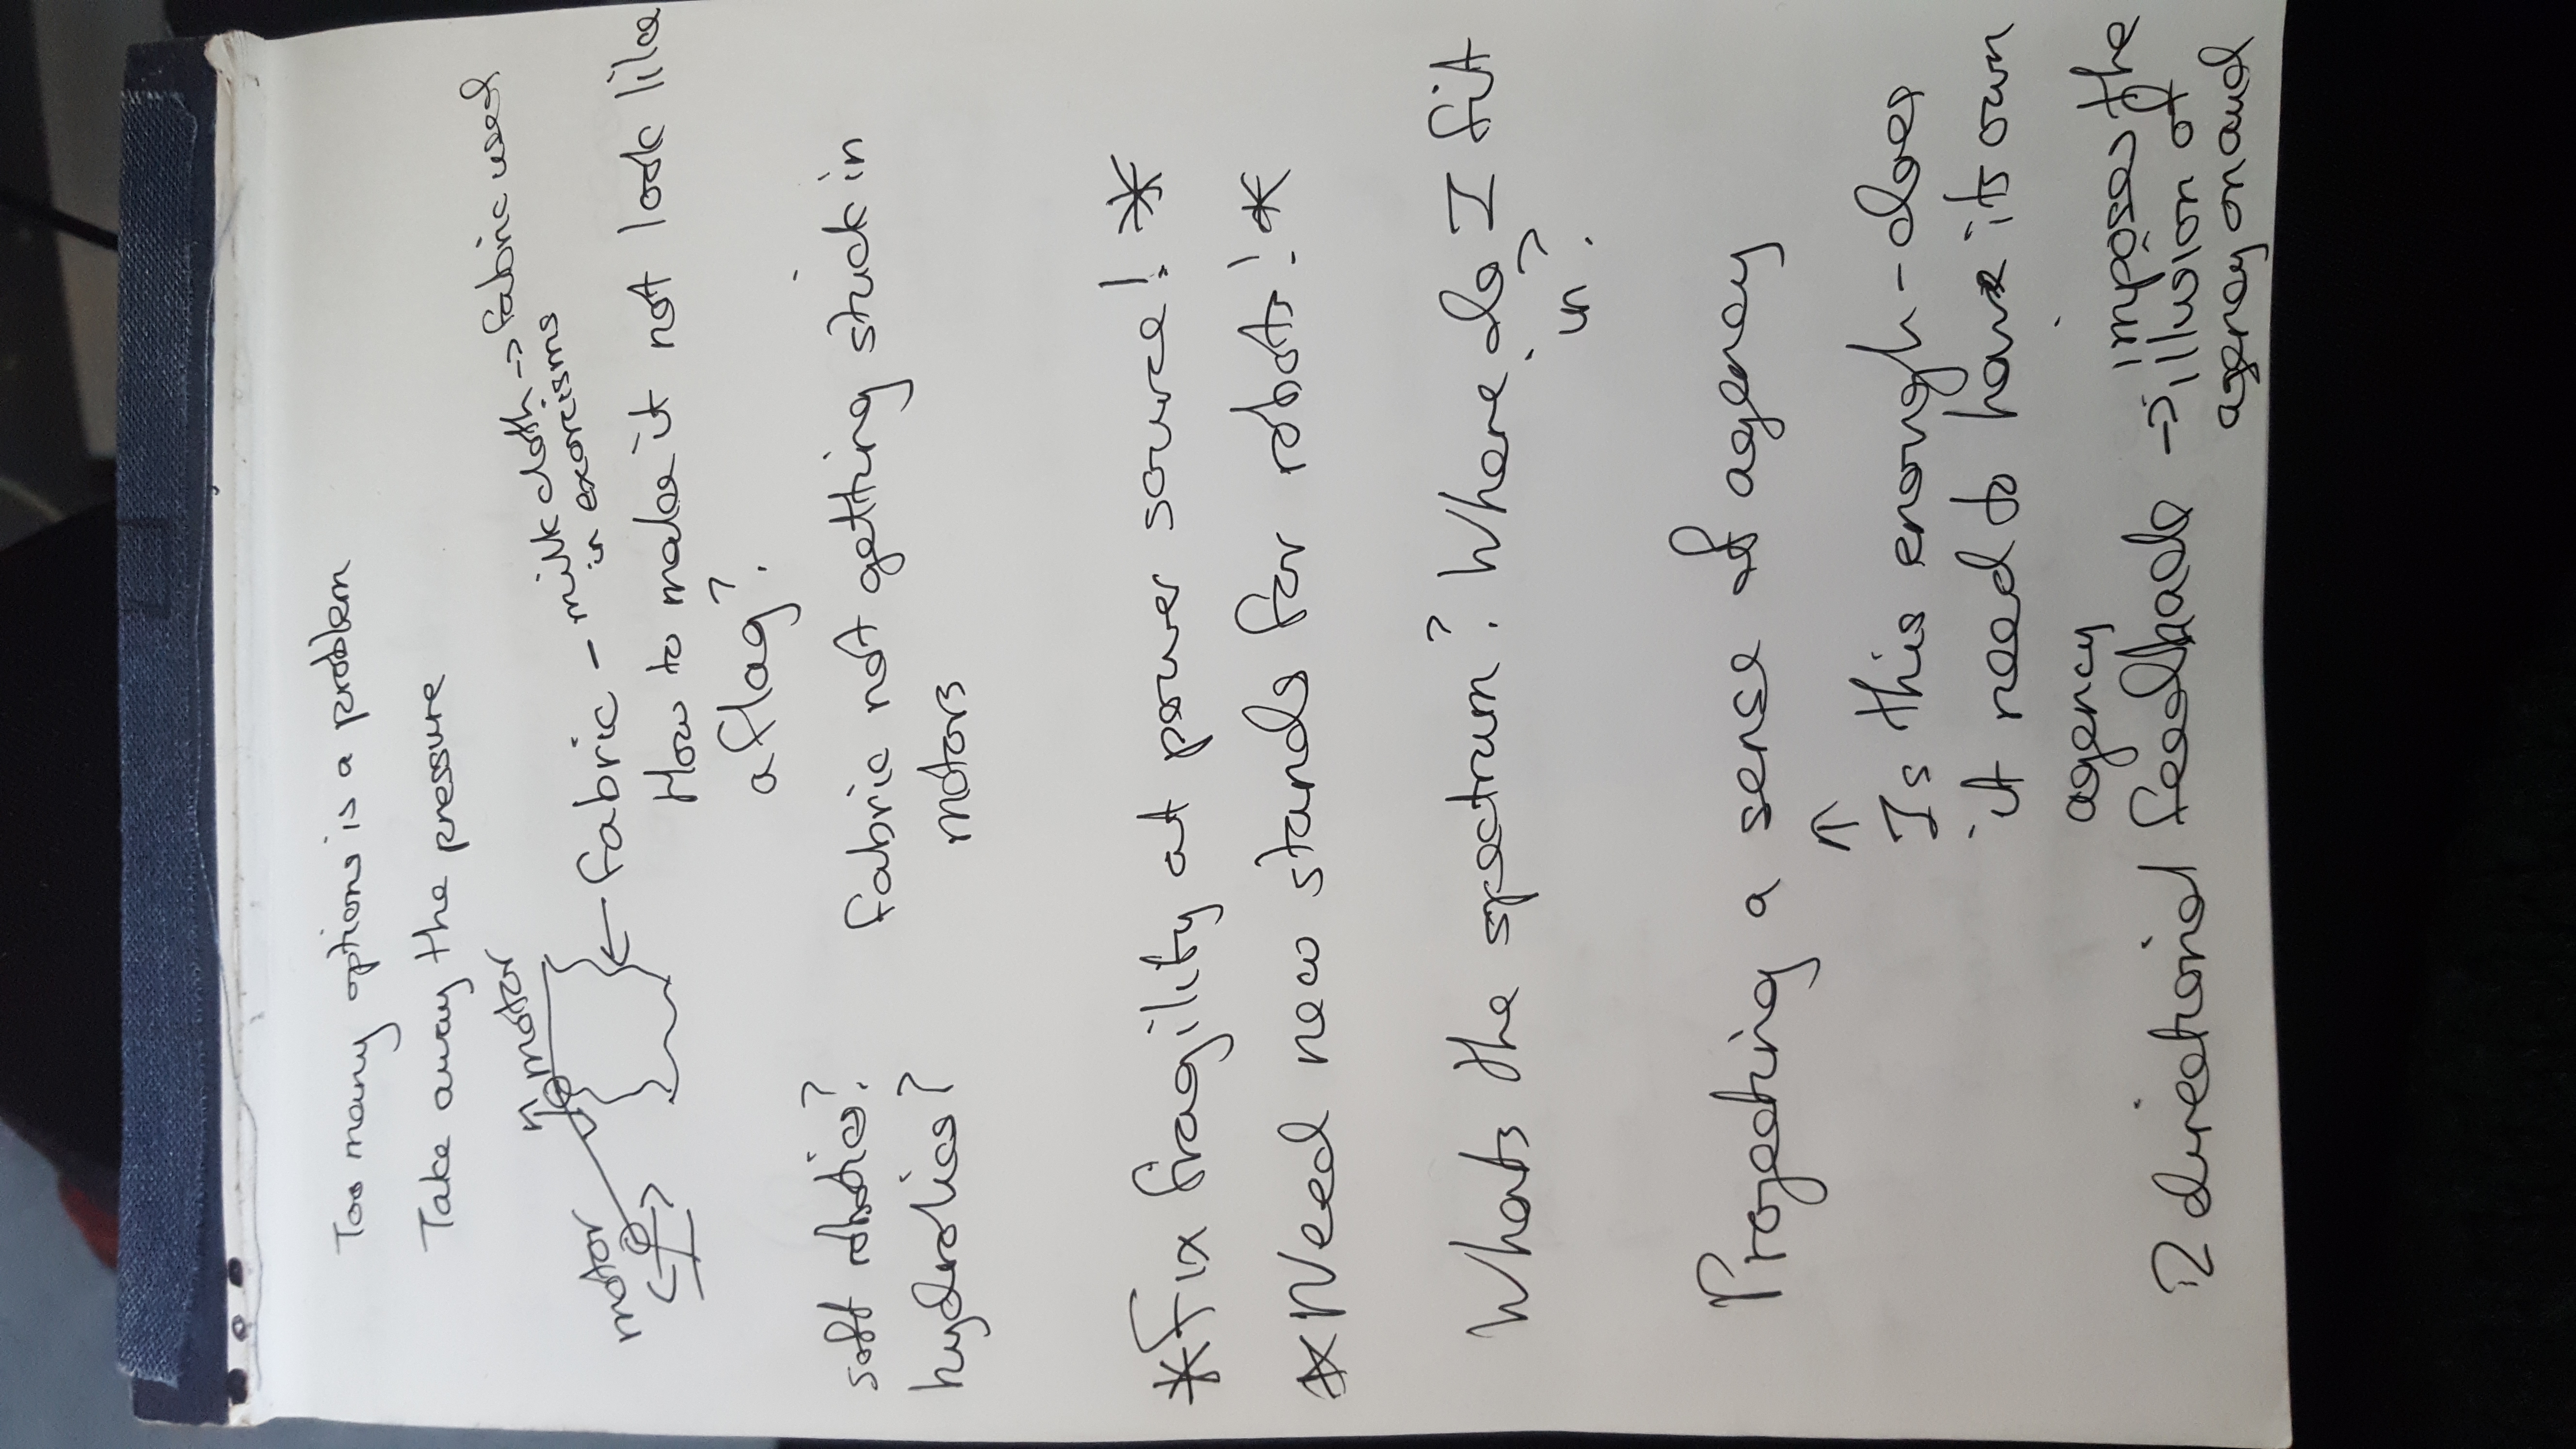 Too many options is a problem
Take away the pressure
motor
motor
fabric - milk cloth -> fabric used
in exorcisms
How to make it not look like
a flag?
soft robotics?
hydrolics?
fabric not getting stuck in
motors
*Fix fragility at power source! *
*Need new stands for robots! *
Whats the spectrum? Where do I fit
in?
Projecting a sense of agency
↑
Is this enough - does
it need to have its own
agency
2 directional feedback -> imposes the
illusion of
agency on aud